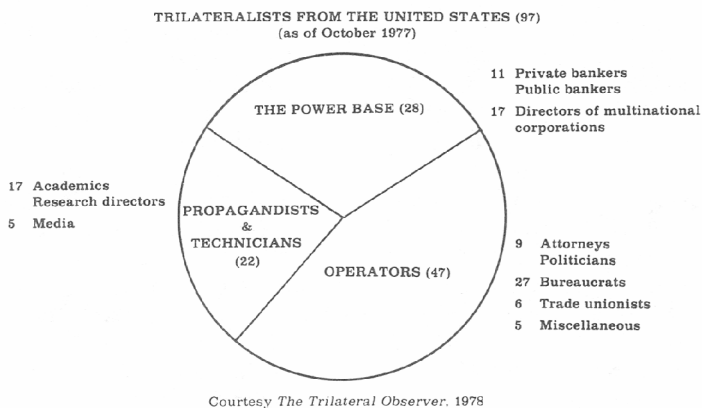 TRILATERALISTS FROM THE UNITED STATES (97)
(as of October 1977)
THE POWER BASE (28)
11 Private bankers
Public bankers
17 Directors of multinational
corporations
17 Academics
Research directors
5 Media
PROPAGANDISTS
&
TECHNICIANS
(22)
OPERATORS (47)
9 Attorneys
Politicians
27 Bureaucrats
6 Trade unionists
5 Miscellaneous
Courtesy The Trilateral Observer. 1978